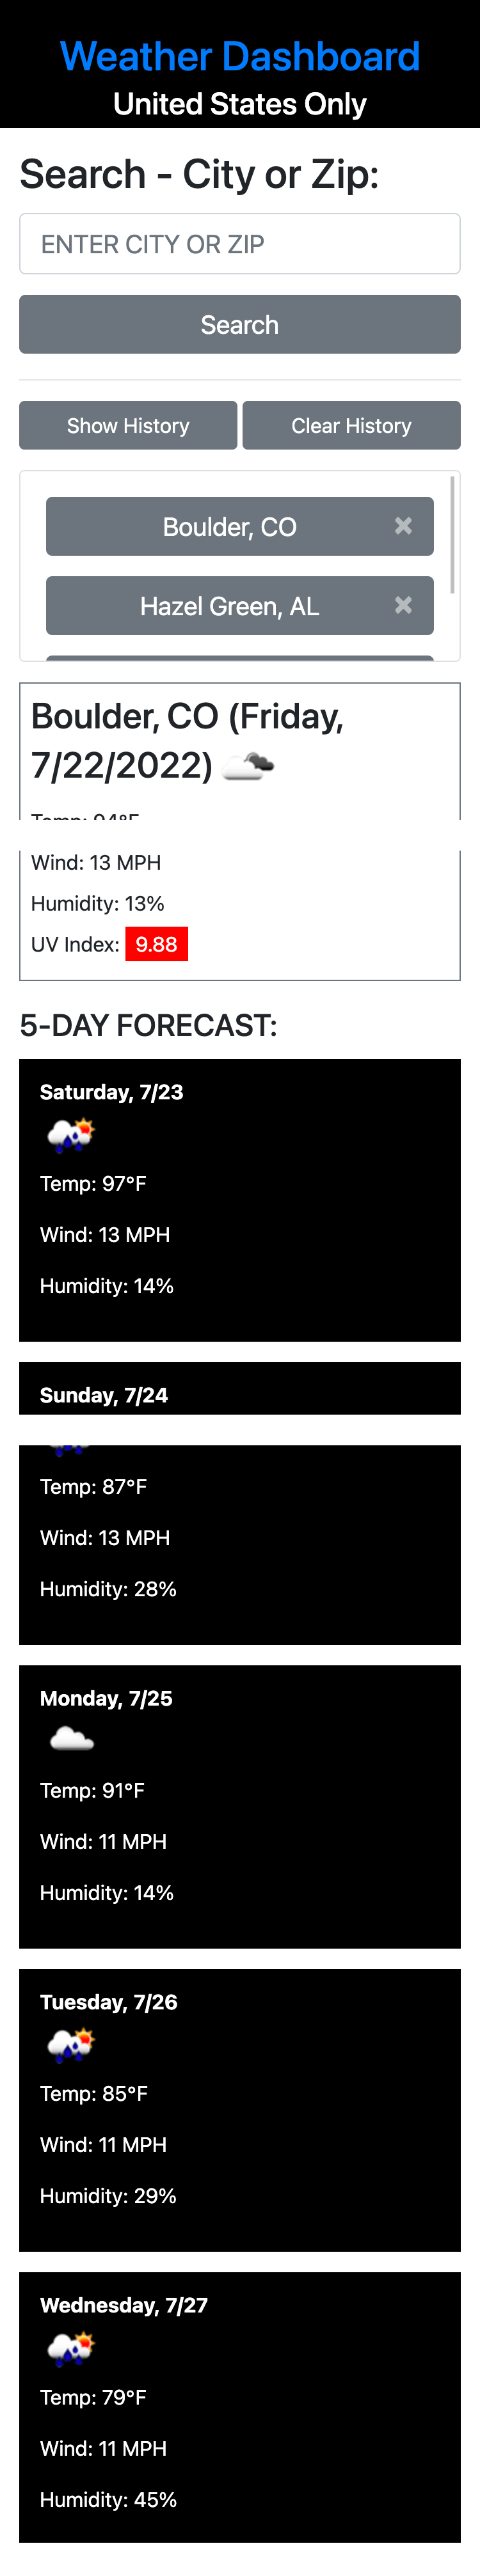 Weather Dashboard
United States Only
Search - City or Zip:
ENTER CITY OR ZIP
Search
Show History
Clear History
Boulder, CO ×
Hazel Green, AL ×
Boulder, CO (Friday,
7/22/2022)
Temp: 94°F
Wind: 13 MPH
Humidity: 13%
UV Index: 9.88
5-DAY FORECAST:
Saturday, 7/23
Temp: 97°F
Wind: 13 MPH
Humidity: 14%
Sunday, 7/24
Temp: 87°F
Wind: 13 MPH
Humidity: 28%
Monday, 7/25
Temp: 91°F
Wind: 11 MPH
Humidity: 14%
Tuesday, 7/26
Temp: 85°F
Wind: 11 MPH
Humidity: 29%
Wednesday, 7/27
Temp: 79°F
Wind: 11 MPH
Humidity: 45%